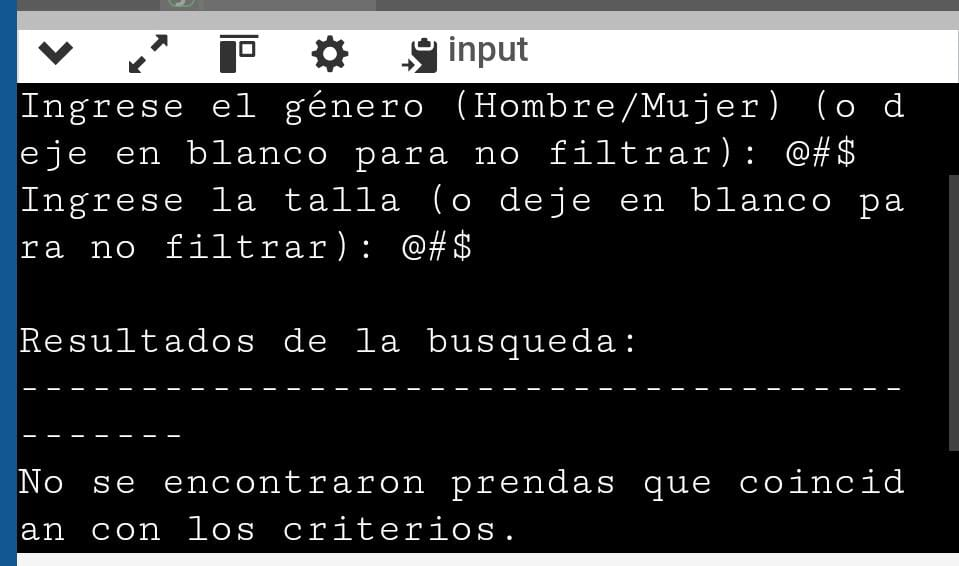 input
Ingrese el género (Hombre/Mujer) (o d
eje en blanco para no filtrar): @#$
Ingrese la talla (o deje en blanco pa
ra no filtrar): @#$
Resultados de la busqueda:
-------------------------------------
-------
No se encontraron prendas que coincid
an con los criterios.